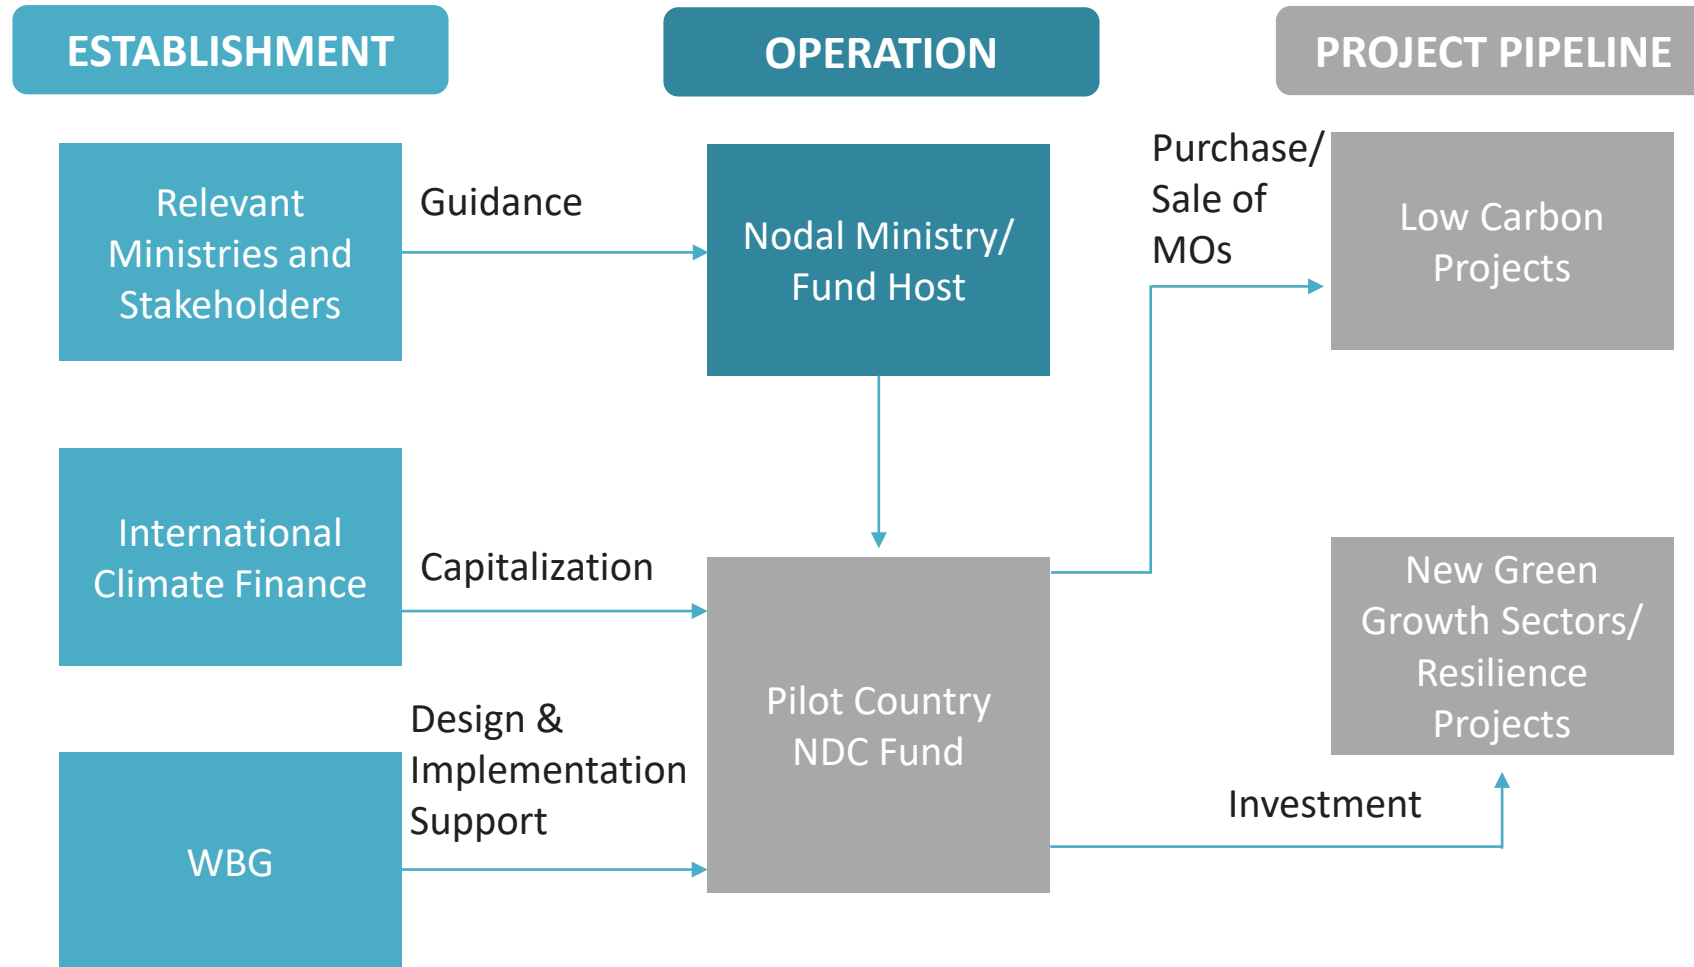 ESTABLISHMENT
OPERATION
PROJECT PIPELINE
Relevant
Ministries and
Stakeholders
Guidance
Nodal Ministry/
Fund Host
Purchase/
Sale of
MOs
Low Carbon
Projects
International
Climate Finance
Capitalization
Pilot Country
NDC Fund
New Green
Growth Sectors/
Resilience
Projects
WBG
Design &
Implementation
Support
Investment